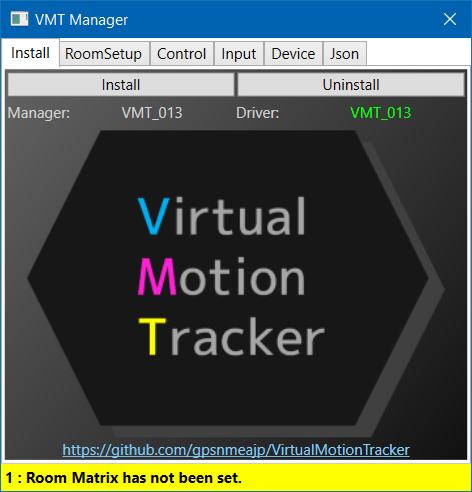 VMT Manager
Install RoomSetup Control Input Device Json
Install Uninstall
Manager: VMT_013 Driver: VMT_013
Virtual
Motion
Tracker
https://github.com/gpsnmeajp/VirtualMotionTracker
1 : Room Matrix has not been set.